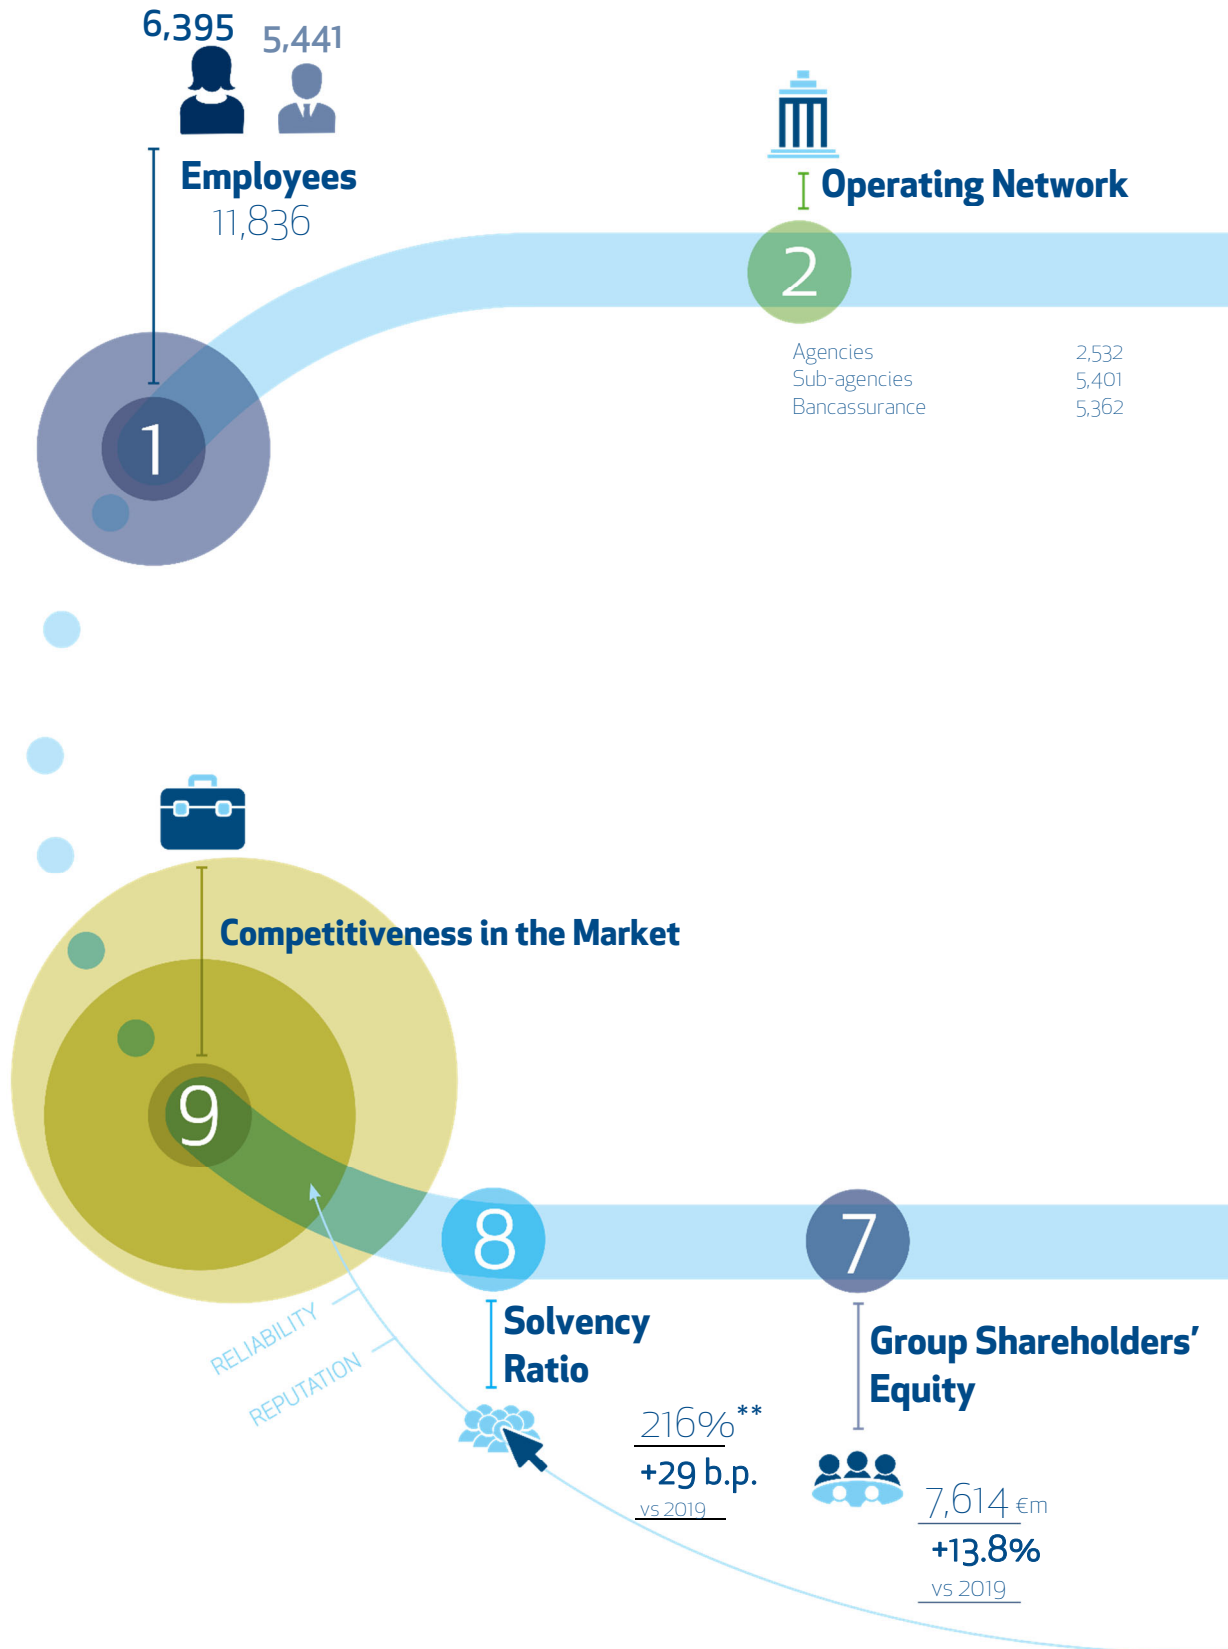 6,395
5,441
Employees
11,836
1
Operating Network
2
Agencies 2,532
Sub-agencies 5,401
Bancassurance 5,362
Competitiveness in the Market
9
RELIABILITY
REPUTATION
8
Solvency
Ratio
216%**
+29 b.p.
vs 2019
7
Group Shareholders’
Equity
7,614 €m
+13.8%
vs 2019